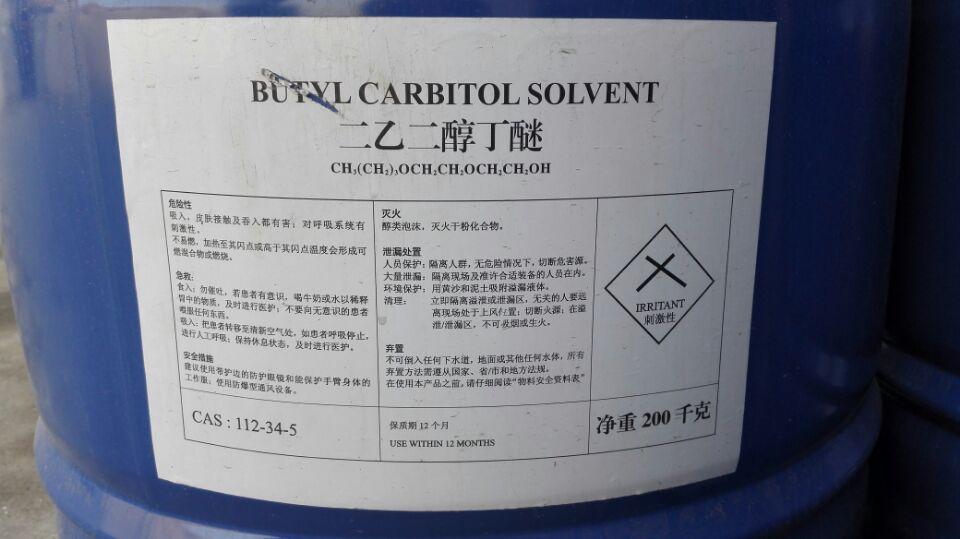 BUTYL CARBITOL SOLVENT
二乙二醇丁醚
CH₃(CH₂)₃OCH₂CH₂OCH₂CH₂OH
危险性
吸入，皮肤接触及吞入都有害；对呼吸系统有
刺激性。
不易燃，加热至其闪点或高于其闪点温度会形成可
燃混合物或燃烧。
急救：
食入：勿催吐，若患者有意识，喝牛奶或水以稀释
胃中的物质，及时进行医护；不要向无意识的患者
喂服任何东西。
吸入：把患者转移至清新空气处，如患者呼吸停止，
进行人工呼吸；保持休息状态，及时进行医护。
安全措施
建议使用带护边的防护眼镜和能保护手臂身体的
工作服；使用防爆型通风设备。
灭火
醇类泡沫，灭火干粉化合物。
泄漏处置
人员保护：隔离人群，无危险情况下，切断危害源。
大量泄漏：隔离现场及准许合适装备的人员在内。
环境保护：用黄沙和泥土吸附溢漏液体。
清理： 立即隔离溢泄或泄漏区，无关的人要远
离现场处于上风位置；切断火源；在溢
泄/泄漏区，不可吸烟或生火。
弃置
不可倒入任何下水道，地面或其他任何水体，所有
弃置方法需遵从国家、省/市和地方法规。
在使用本产品之前，请仔细阅读“物料安全资料表”
IRRITANT
刺激性
CAS : 112-34-5
保质期 12 个月
USE WITHIN 12 MONTHS
净重 200 千克